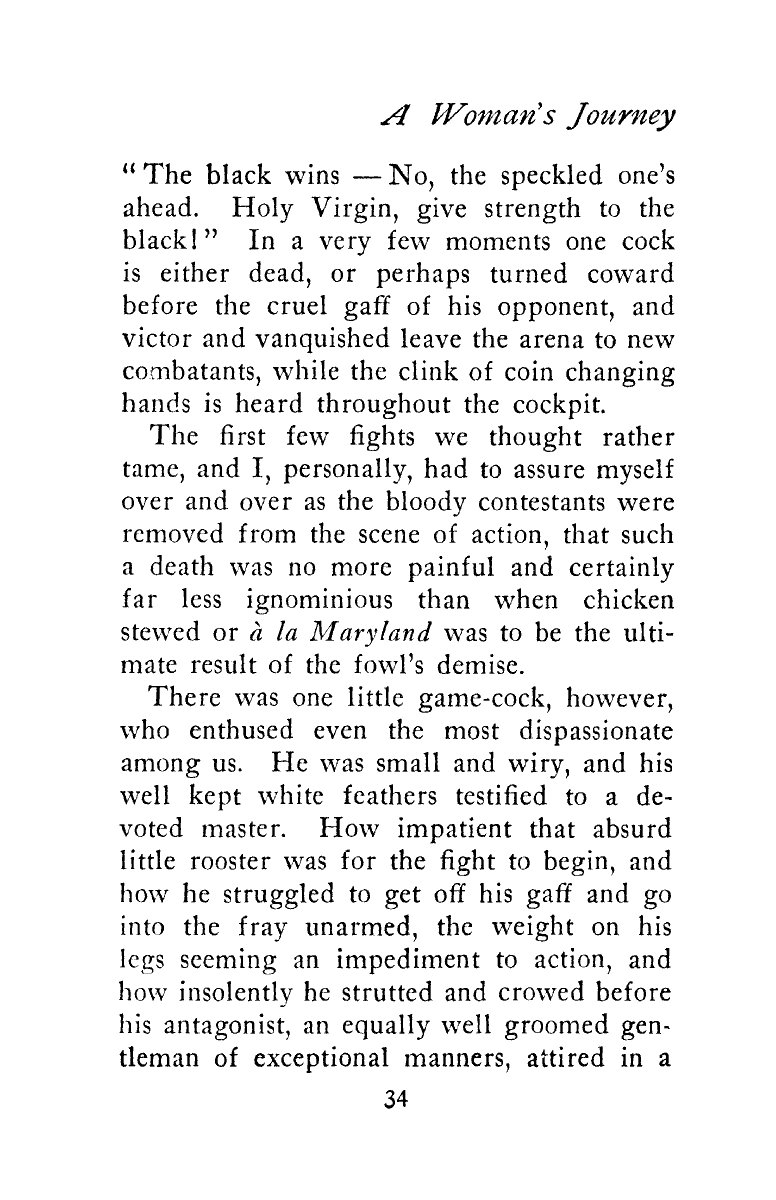 A Woman's Journey
“The black wins — No, the speckled one's
ahead. Holy Virgin, give strength to the
black!” In a very few moments one cock
is either dead, or perhaps turned coward
before the cruel gaff of his opponent, and
victor and vanquished leave the arena to new
combatants, while the clink of coin changing
hands is heard throughout the cockpit.
The first few fights we thought rather
tame, and I, personally, had to assure myself
over and over as the bloody contestants were
removed from the scene of action, that such
a death was no more painful and certainly
far less ignominious than when chicken
stewed or à la Maryland was to be the ulti-
mate result of the fowl's demise.
There was one little game-cock, however,
who enthused even the most dispassionate
among us. He was small and wiry, and his
well kept white feathers testified to a de-
voted master. How impatient that absurd
little rooster was for the fight to begin, and
how he struggled to get off his gaff and go
into the fray unarmed, the weight on his
legs seeming an impediment to action, and
how insolently he strutted and crowed before
his antagonist, an equally well groomed gen-
tleman of exceptional manners, attired in a
34